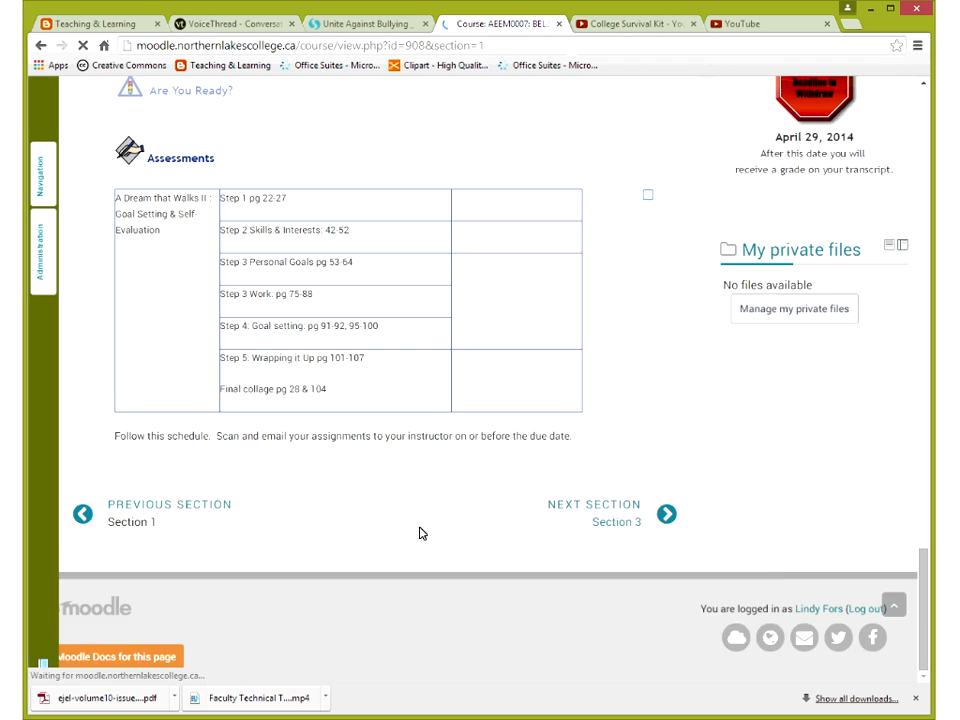 Teaching & Learning
VoiceThread - Conversat
Unite Against Bullying_
Course: AEEM0007: BEL
College Survival Kit - You
YouTube
moodle.northernlakescollege.ca/course/view.php?id=908&section=1
Apps
Creative Commons
Teaching & Learning
Office Suites - Micro...
Clipart - High Qualit...
Office Suites - Micro...
Are You Ready?
Deadline to
Withdraw
April 29, 2014
After this date you will
receive a grade on your transcript.
Navigation
Administration
Assessments
A Dream that Walks II :
Goal Setting & Self-
Evaluation
Step 1 pg 22-27
Step 2 Skills & Interests: 42-52
Step 3 Personal Goals pg 53-64
Step 3 Work: pg 75-88
Step 4: Goal setting: pg 91-92, 95-100
Step 5: Wrapping it Up pg 101-107
Final collage pg 28 & 104
My private files
No files available
Manage my private files
Follow this schedule.  Scan and email your assignments to your instructor on or before the due date.
PREVIOUS SECTION
Section 1
NEXT SECTION
Section 3
moodle
You are logged in as Lindy Fors (Log out)
Moodle Docs for this page
Waiting for moodle.northernlakescollege.ca...
ejel-volume10-issue....pdf
Faculty Technical T....mp4
Show all downloads...